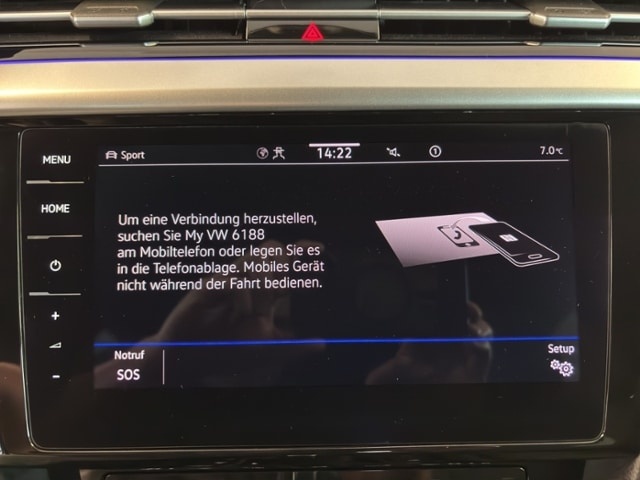 MENU
HOME
Sport
14:22
1
7.0°C
Um eine Verbindung herzustellen,
suchen Sie My VW 6188
am Mobiltelefon oder legen Sie es
in die Telefonablage. Mobiles Gerät
nicht während der Fahrt bedienen.
+
-
Notruf
SOS
Setup